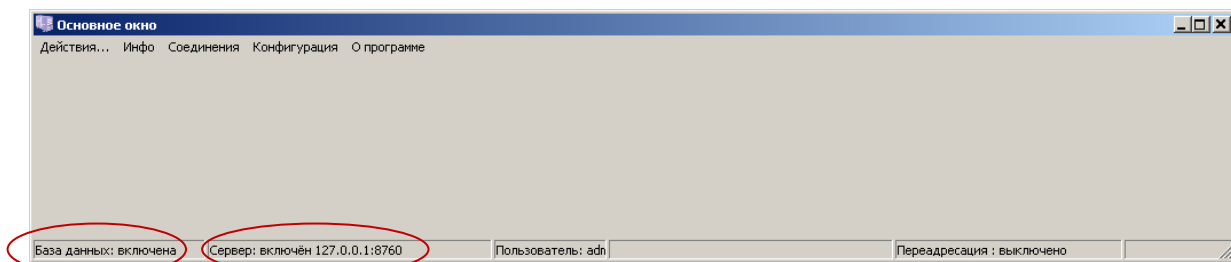 Основное окно
Действия... Инфо Соединения Конфигурация О программе
База данных: включена Сервер: включён 127.0.0.1:8760 Пользователь: adn Переадресация : выключено